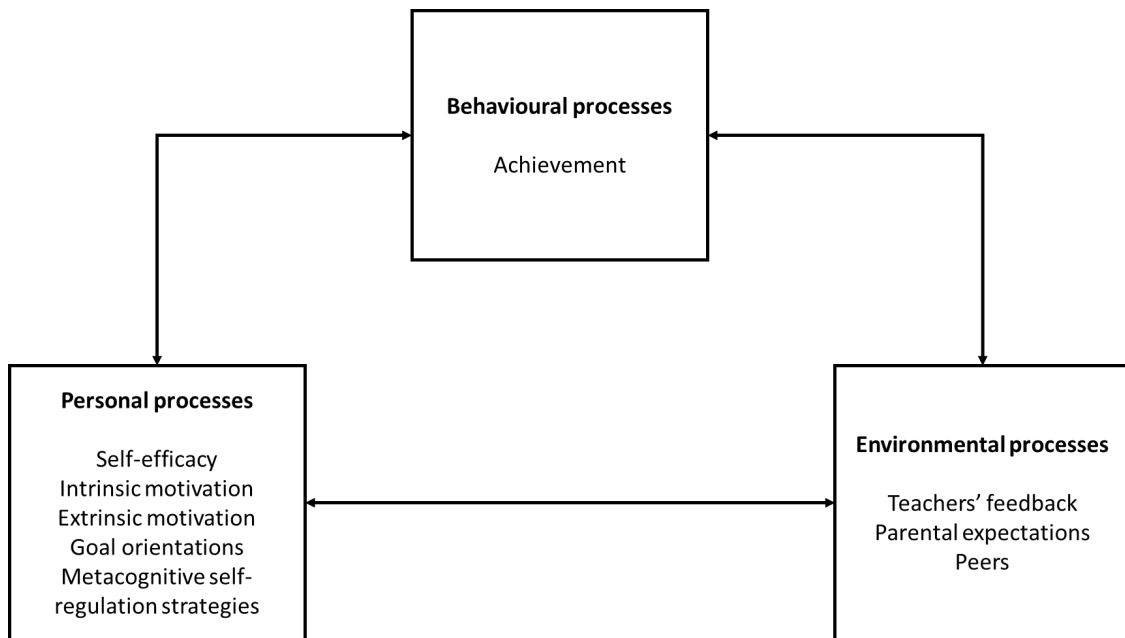 Behavioural processes
Achievement
Personal processes
Self-efficacy
Intrinsic motivation
Extrinsic motivation
Goal orientations
Metacognitive self-
regulation strategies
Environmental processes
Teachers’ feedback
Parental expectations
Peers